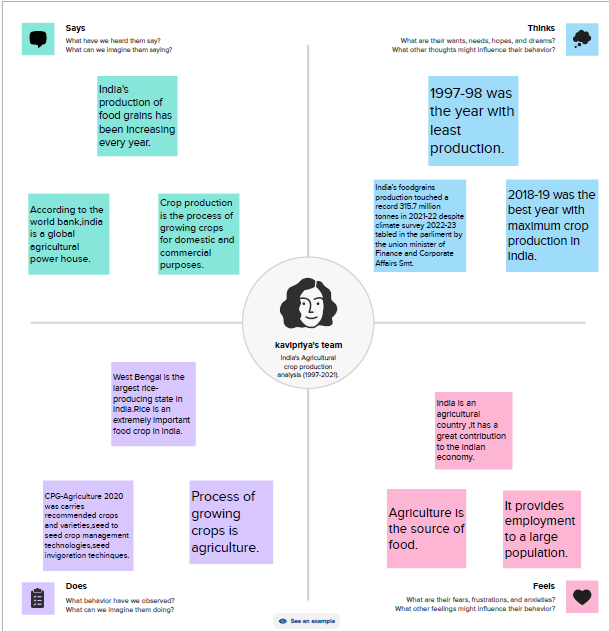 Says
What have we heard them say?
What can we imagine them saying?
Thinks
What are their wants, needs, hopes, and dreams?
What other thoughts might influence their behavior?
India's
production of
food grains has
been increasing
every year.
According to the
world bank,india
is a global
agricultural
power house.
Crop production
is the process of
growing crops
for domestic and
commercial
purposes.
1997-98 was
the year with
least
production.
India's foodgrains
production touched a
record 315.7 million
tonnes in 2021-22 despite
climate survey 2022-23
tabled in the parliment by
the union minister of
Finance and Corporate
Affairs Smt.
2018-19 was the
best year with
maximum crop
production in
India.
kavipriya's team
India's Agricultural
crop production
analysis (1997-2021).
West Bengal is the
largest rice-
producing state in
India.Rice is an
extremely important
food crop in india.
CPG-Agriculture 2020
was carries
recommended crops
and varieties,seed to
seed crop management
technologies,seed
invigoration techinques.
Process of
growing
crops is
agriculture.
India is an
agricultural
country ,it has a
great contribution
to the indian
economy.
Agriculture is
the source of
food.
It provides
employment
to a large
population.
Does
What behavior have we observed?
What can we imagine them doing?
Feels
What are their fears, frustrations, and anxieties?
What other feelings might influence their behavior?
See an example